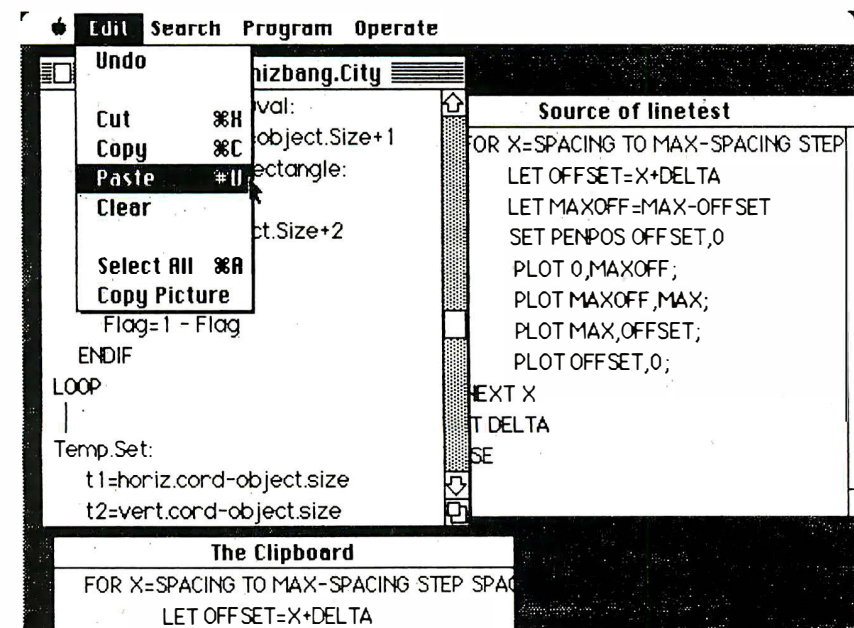 Edit Search Program Operate
Undo
Cut ⌘X
Copy ⌘C
Paste ⌘V
Clear
Select All ⌘A
Copy Picture
hizbang.City
val:
object.Size+1
ectangle:
ct.Size+2
Flag=1 - Flag
ENDIF
LOOP
Temp.Set:
t1=horiz.cord-object.size
t2=vert.cord-object.size
Source of linetest
FOR X=SPACING TO MAX-SPACING STEP
LET OFFSET=X+DELTA
LET MAXOFF=MAX-OFFSET
SET PENPOS OFFSET,0
PLOT 0,MAXOFF;
PLOT MAXOFF,MAX;
PLOT MAX,OFFSET;
PLOT OFFSET,0;
NEXT X
T DELTA
SE
The Clipboard
FOR X=SPACING TO MAX-SPACING STEP SPAC
LET OFFSET=X+DELTA